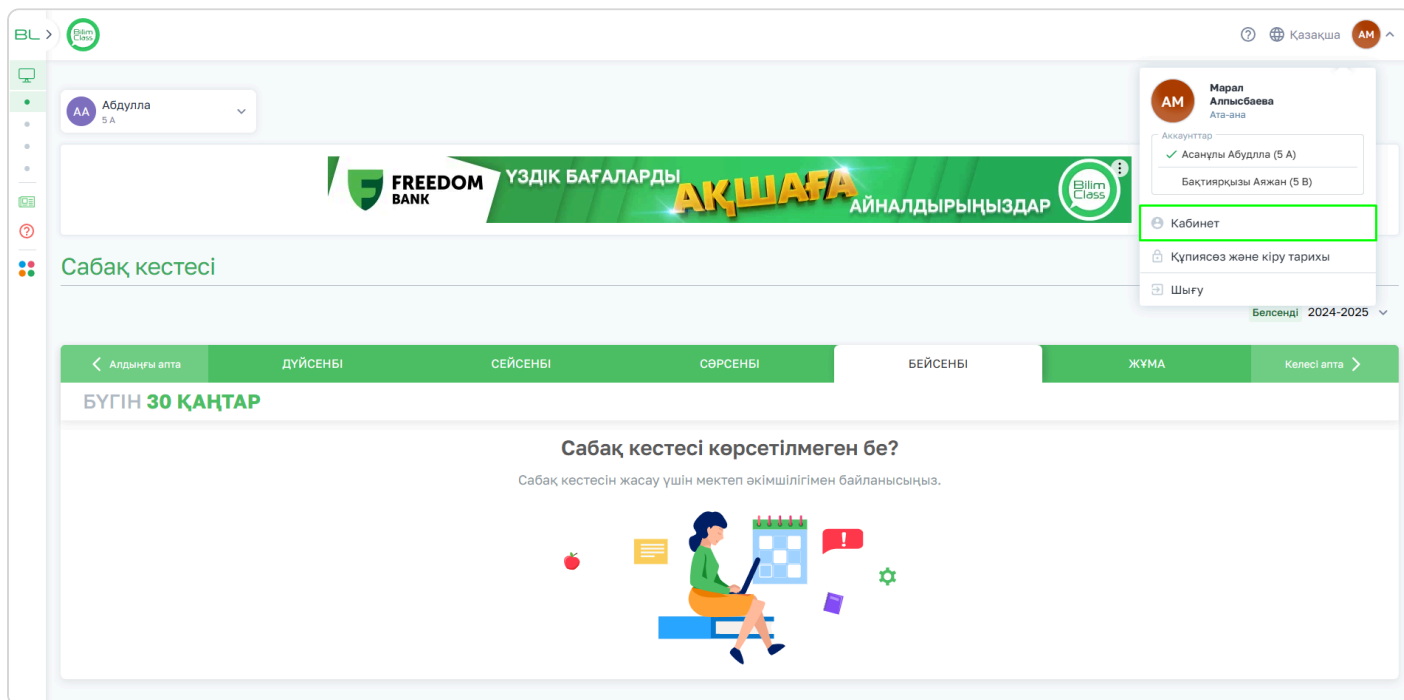 BL
Bilim
Class
Қазақша
АМ
АА
Абдулла
5 А
АМ
Марал
Алпысбаева
Ата-ана
Аккаунттар
Асанұлы Абудлла (5 А)
Бақтиярқызы Аяжан (5 В)
Кабинет
Құпиясөз және кіру тарихы
Шығу
FREEDOM
BANK
ҮЗДІК БАҒАЛАРДЫ
АҚШАҒА
АЙНАЛДЫРЫҢЫЗДАР
Bilim
Class
Сабақ кестесі
Белсенді 2024-2025
Алдыңғы апта
ДҮЙСЕНБІ
СЕЙСЕНБІ
СӘРСЕНБІ
БЕЙСЕНБІ
ЖҰМА
Келесі апта
БҮГІН 30 ҚАҢТАР
Сабақ кестесі көрсетілмеген бе?
Сабақ кестесін жасау үшін мектеп әкімшілігімен байланысыңыз.